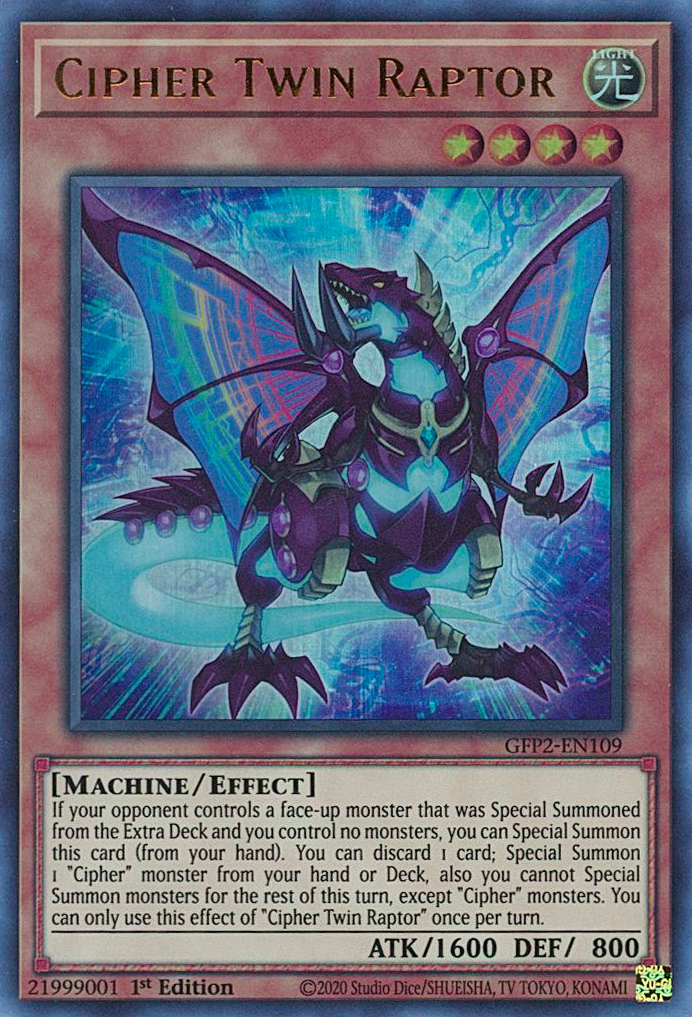 CIPHER TWIN RAPTOR
LIGHT
光
GFP2-EN109
[MACHINE/EFFECT]
If your opponent controls a face-up monster that was Special Summoned
from the Extra Deck and you control no monsters, you can Special Summon
this card (from your hand). You can discard 1 card; Special Summon
1 "Cipher" monster from your hand or Deck, also you cannot Special
Summon monsters for the rest of this turn, except "Cipher" monsters. You
can only use this effect of "Cipher Twin Raptor" once per turn.
ATK/1600 DEF/ 800
21999001 1st Edition ©2020 Studio Dice/SHUEISHA, TV TOKYO, KONAMI